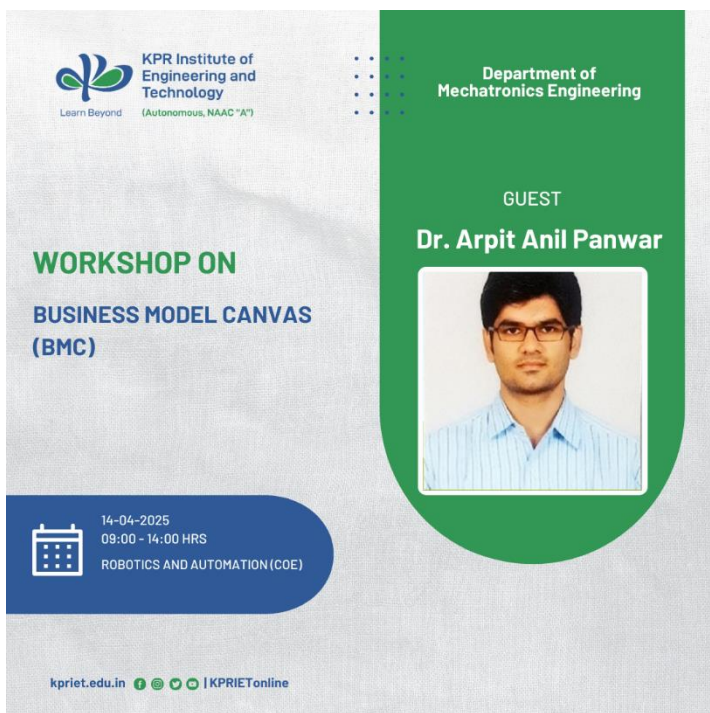 KPR Institute of
Engineering and
Technology
Learn Beyond
(Autonomous, NAAC "A")
Department of
Mechatronics Engineering
GUEST
Dr. Arpit Anil Panwar
WORKSHOP ON
BUSINESS MODEL CANVAS
(BMC)
14-04-2025
09:00 - 14:00 HRS
ROBOTICS AND AUTOMATION (COE)
kpriet.edu.in | KPRIETonline